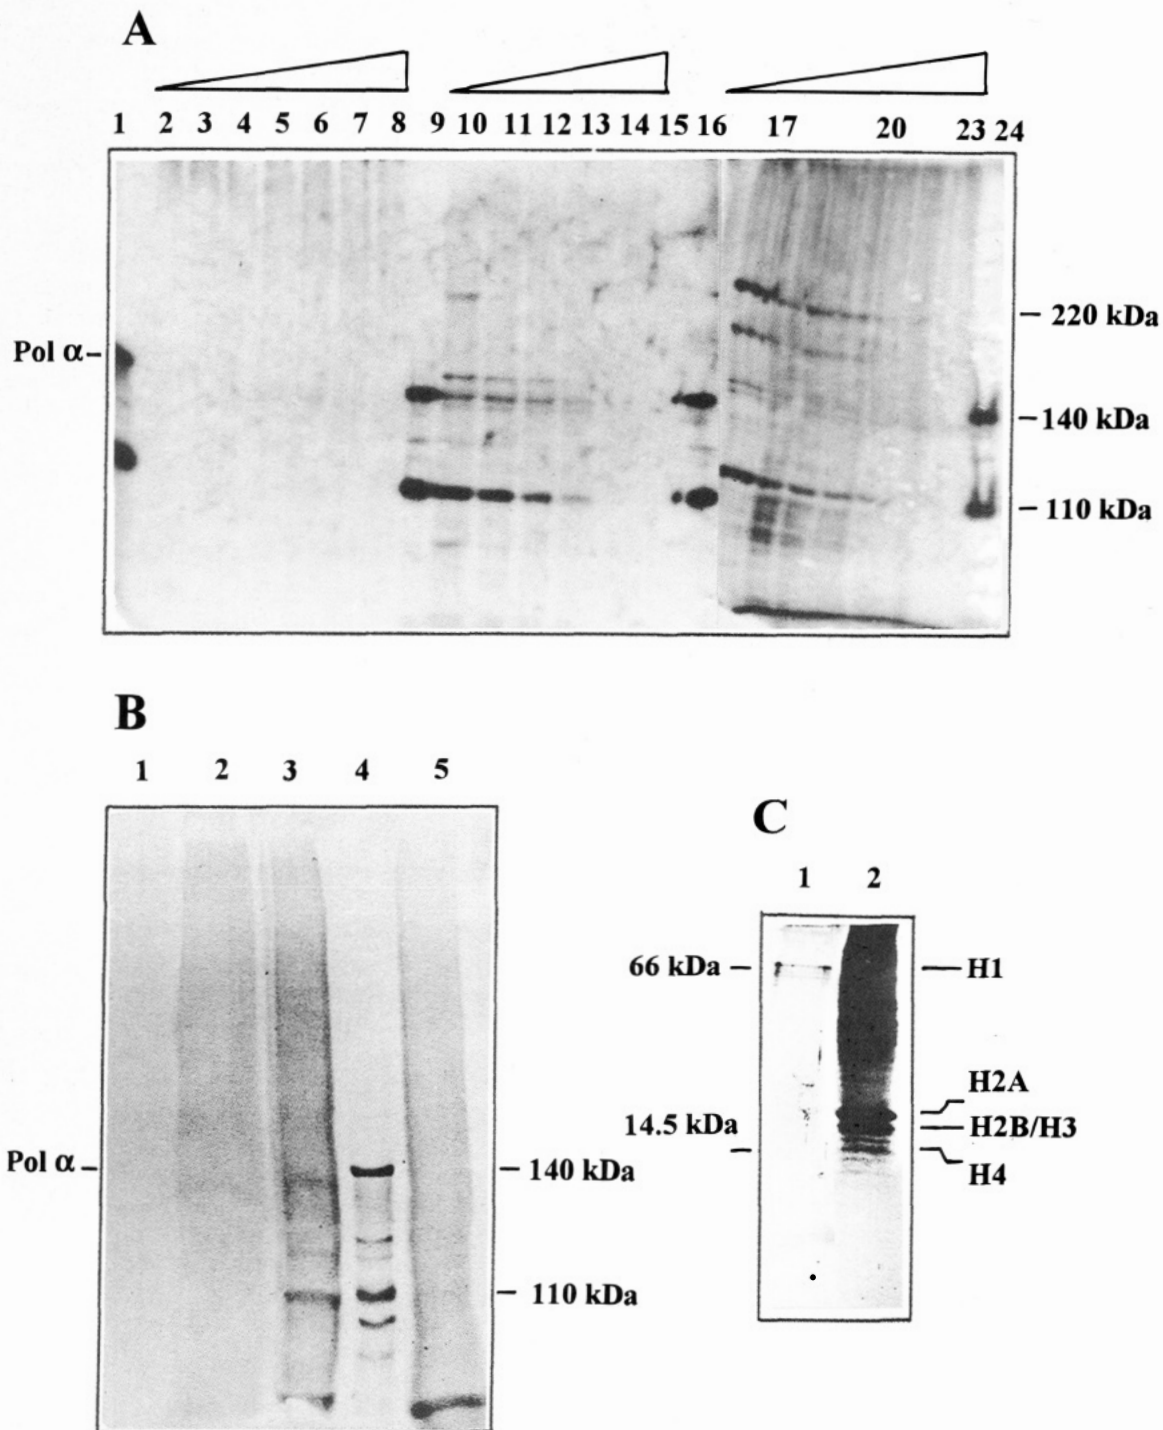 A
1 2 3 4 5 6 7 8 9 10 11 12 13 14 15 16 17 20 23 24
220 kDa
Pol α
140 kDa
110 kDa
B
1 2 3 4 5
C
1 2
66 kDa H1
H2A
14.5 kDa H2B/H3
Pol α 140 kDa H4
110 kDa